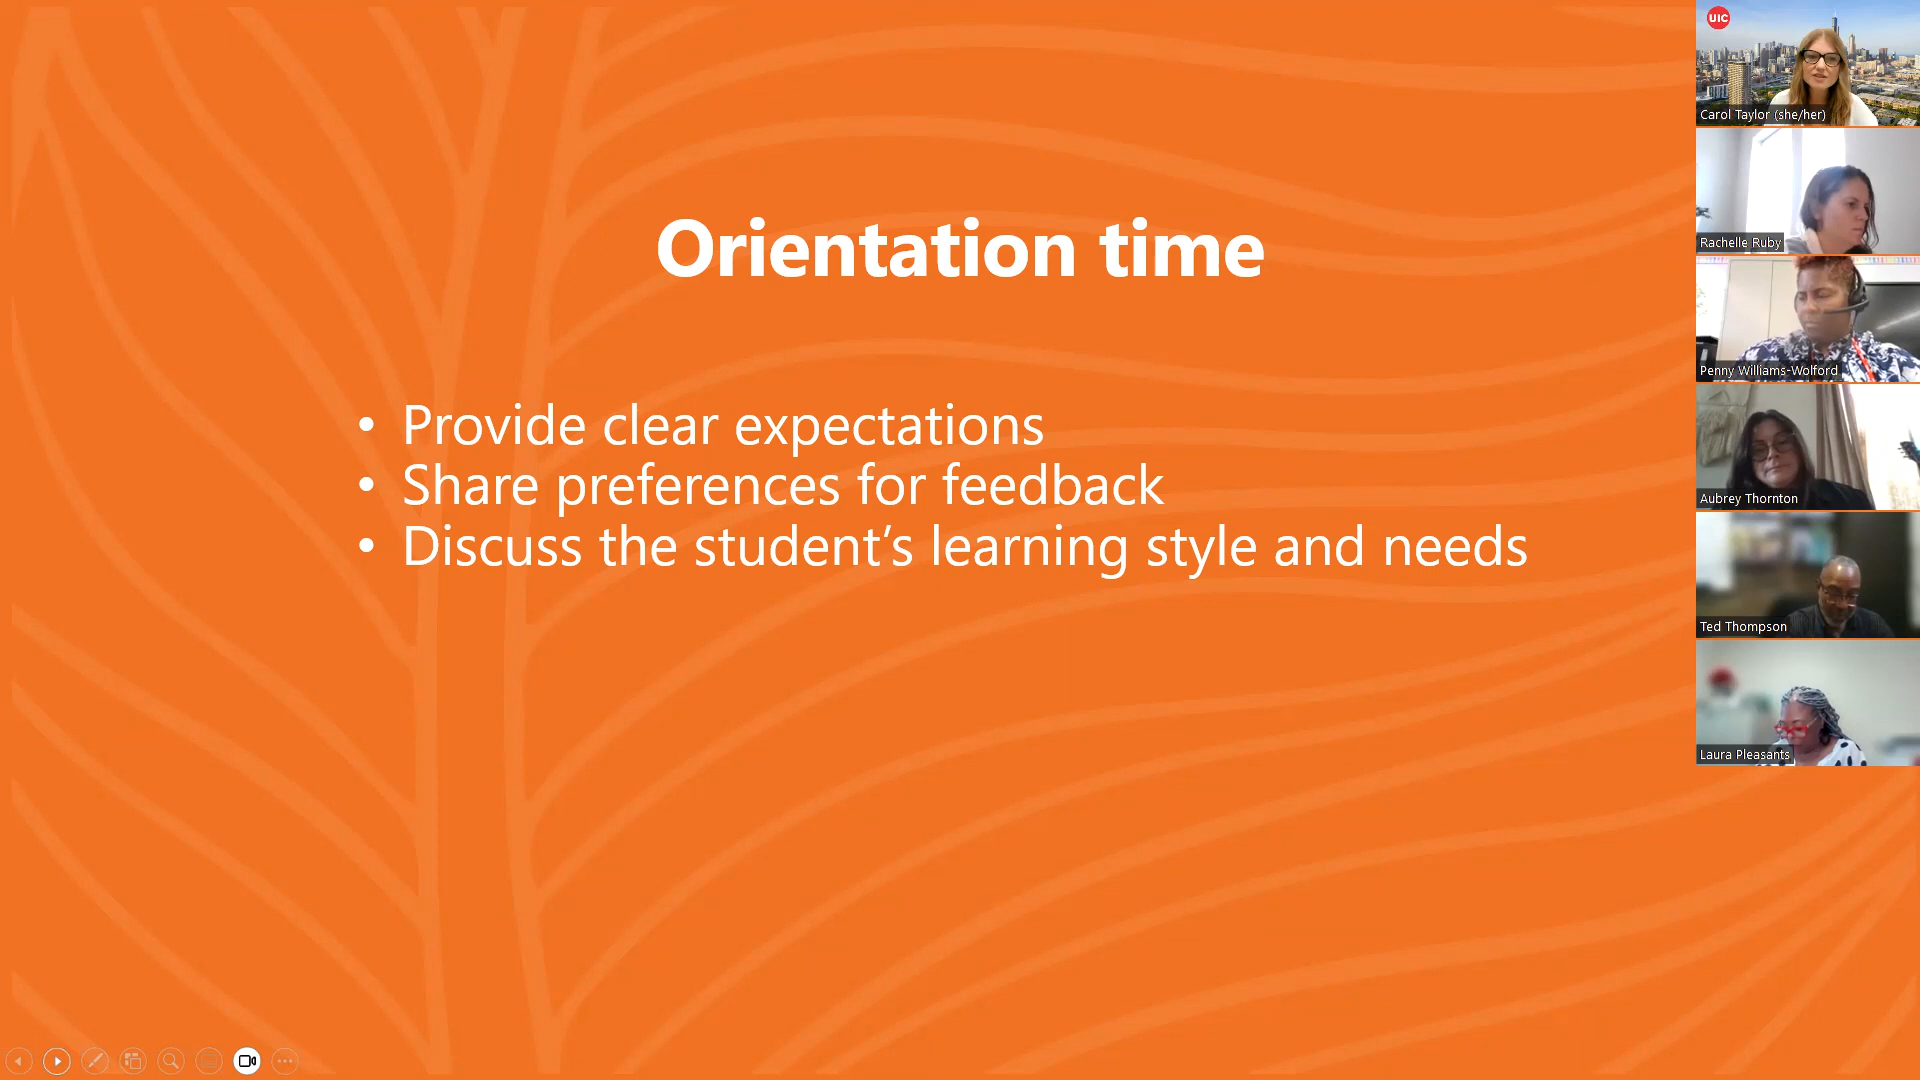 Orientation time
• Provide clear expectations
• Share preferences for feedback
• Discuss the student’s learning style and needs
UIC
Carol Taylor (she/her)
Rachelle Ruby
Penny Williams-Wolford
Aubrey Thornton
Ted Thompson
Laura Pleasants